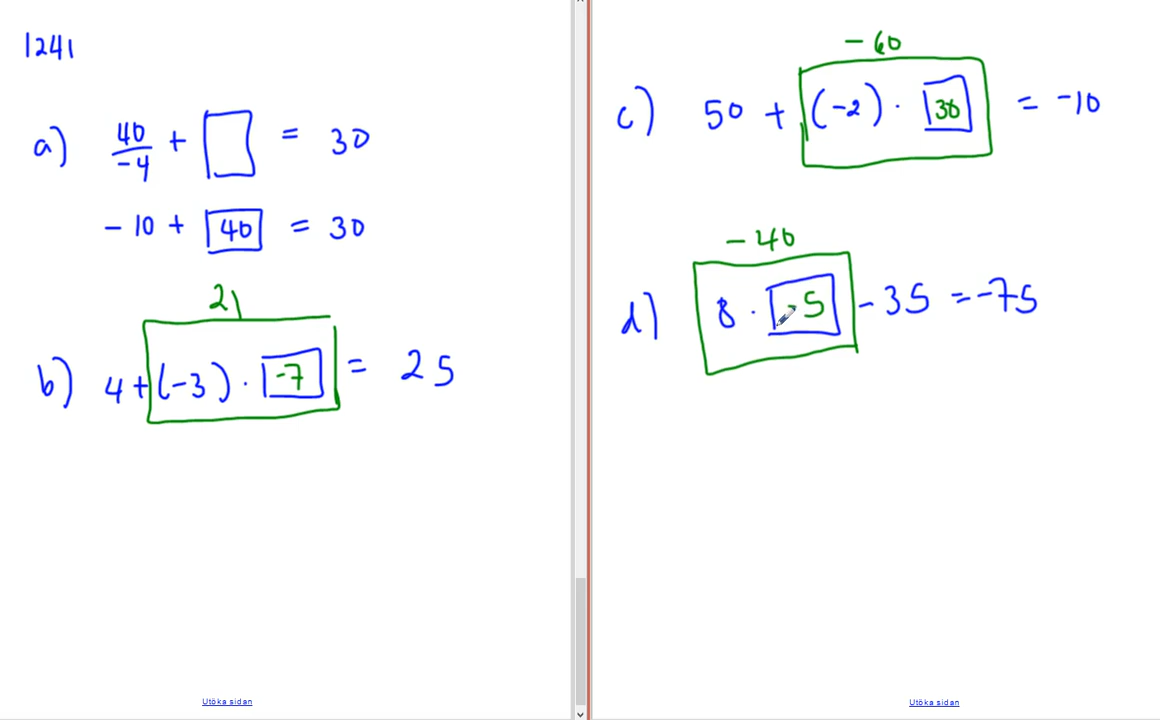 1241
a) 40/-4 + □ = 30
-10 + 40 = 30
21
b) 4+(-3)·-7 = 25
Utöka sidan
-60
c) 50 + (-2)·30 = -10
-40
d) 8·-5-35 =-75
Utöka sidan